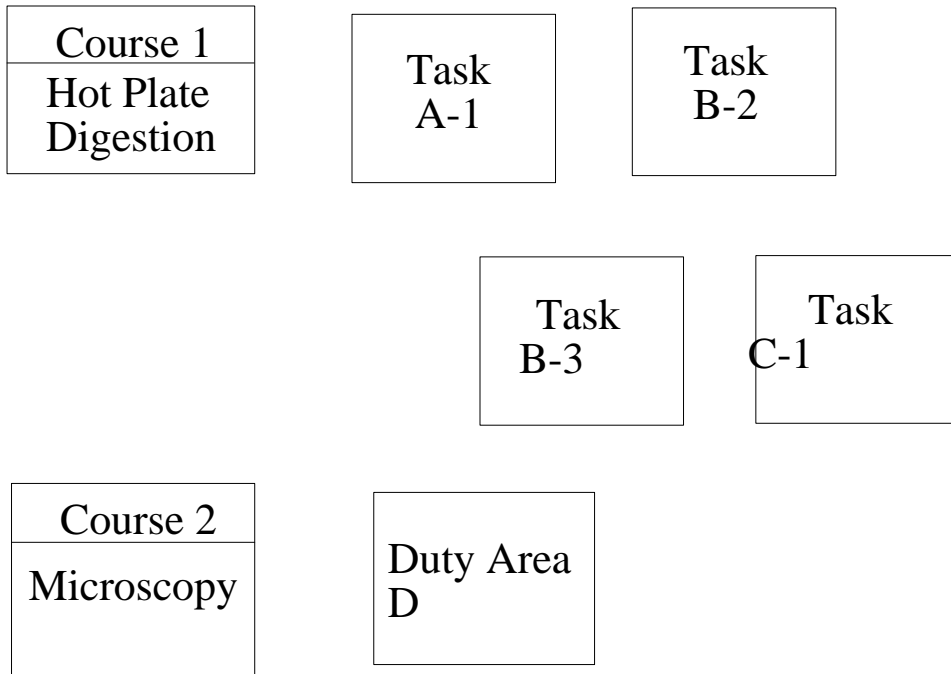 Course 1
Hot Plate
Digestion
Task
A-1
Task
B-2
Task
B-3
Task
C-1
Course 2
Microscopy
Duty Area
D